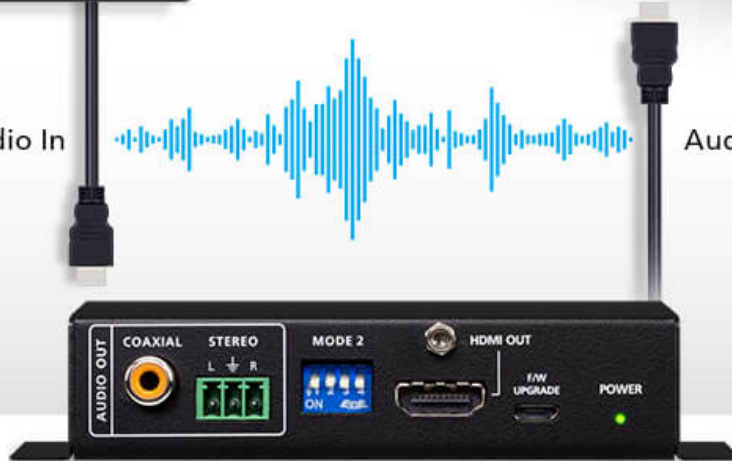 dio In
Aud
AUDIO OUT
COAXIAL
STEREO
L R
MODE 2
ON
HDMI OUT
F/W
UPGRADE
POWER